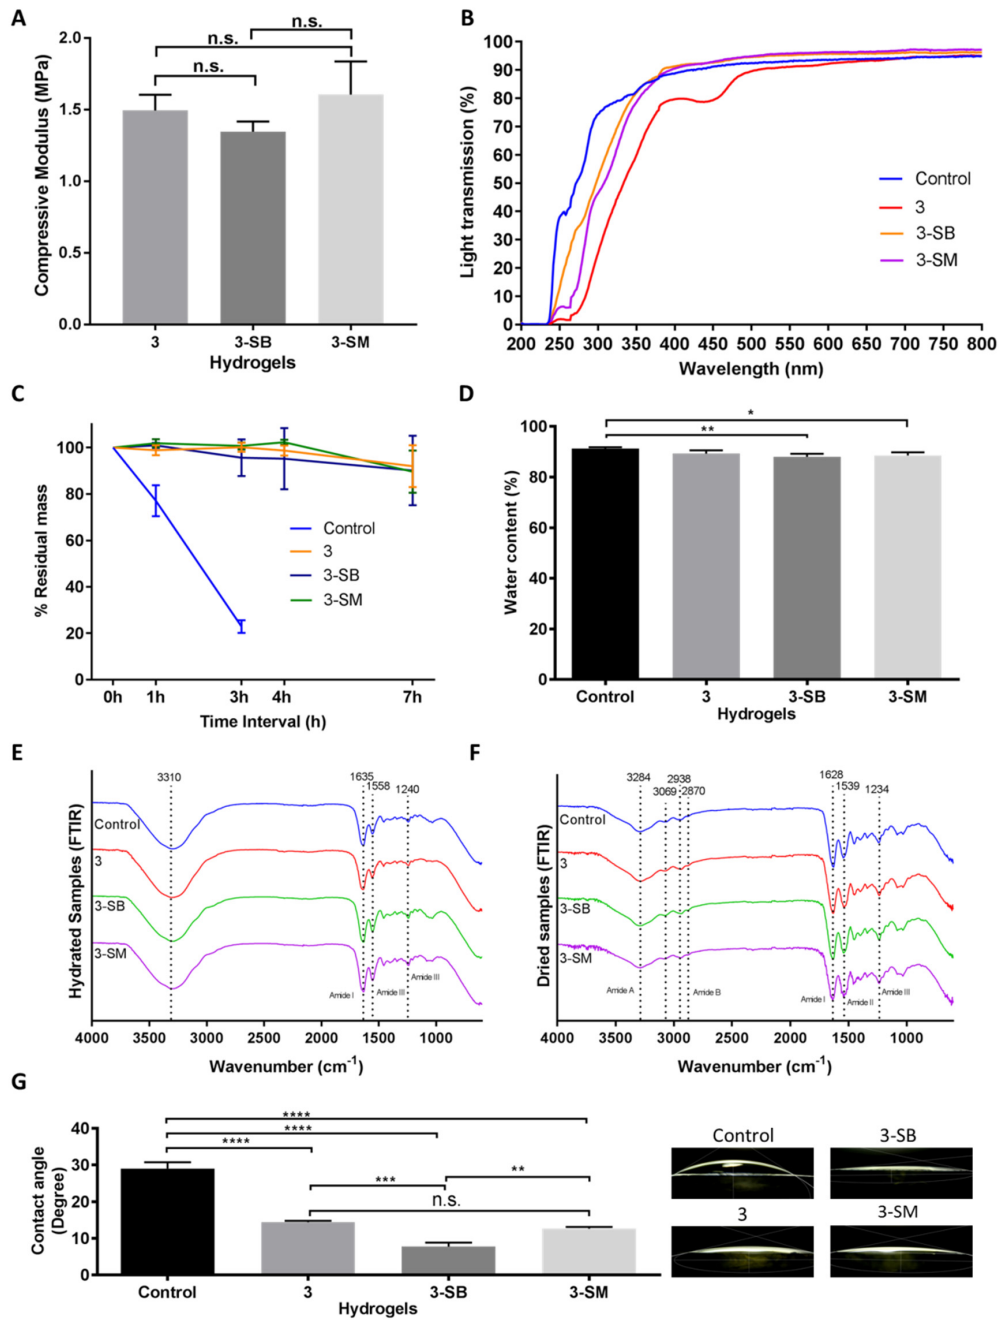 A
n.s.
n.s.
n.s.
Compressive Modulus (MPa)
2.0
1.5
1.0
0.5
0.0
3
3-SB
3-SM
Hydrogels
B
Light transmission (%)
100
90
80
70
60
50
40
30
20
10
0
Control
3
3-SB
3-SM
200 250 300 350 400 450 500 550 600 650 700 750 800
Wavelength (nm)
C
% Residual mass
100
80
60
40
20
0
Control
3
3-SB
3-SM
0h 1h 3h 4h 7h
Time Interval (h)
D
*
**
Water content (%)
100
80
60
40
20
0
Control 3 3-SB 3-SM
Hydrogels
E
3310 1635 1558 1240
Hydrated Samples (FTIR)
Control
3
3-SB
3-SM
Amide I
Amide III
Amide III
4000 3500 3000 2500 2000 1500 1000
Wavenumber (cm-1)
F
3284 3069 2938 2870 1628 1539 1234
Dried samples (FTIR)
Control
3
3-SB
3-SM
Amide A
Amide B
Amide I
Amide II
Amide III
4000 3500 3000 2500 2000 1500 1000
Wavenumber (cm-1)
G
****
****
****
***
**
n.s.
Contact angle
(Degree)
40
30
20
10
0
Control 3 3-SB 3-SM
Hydrogels
Control 3-SB
3 3-SM